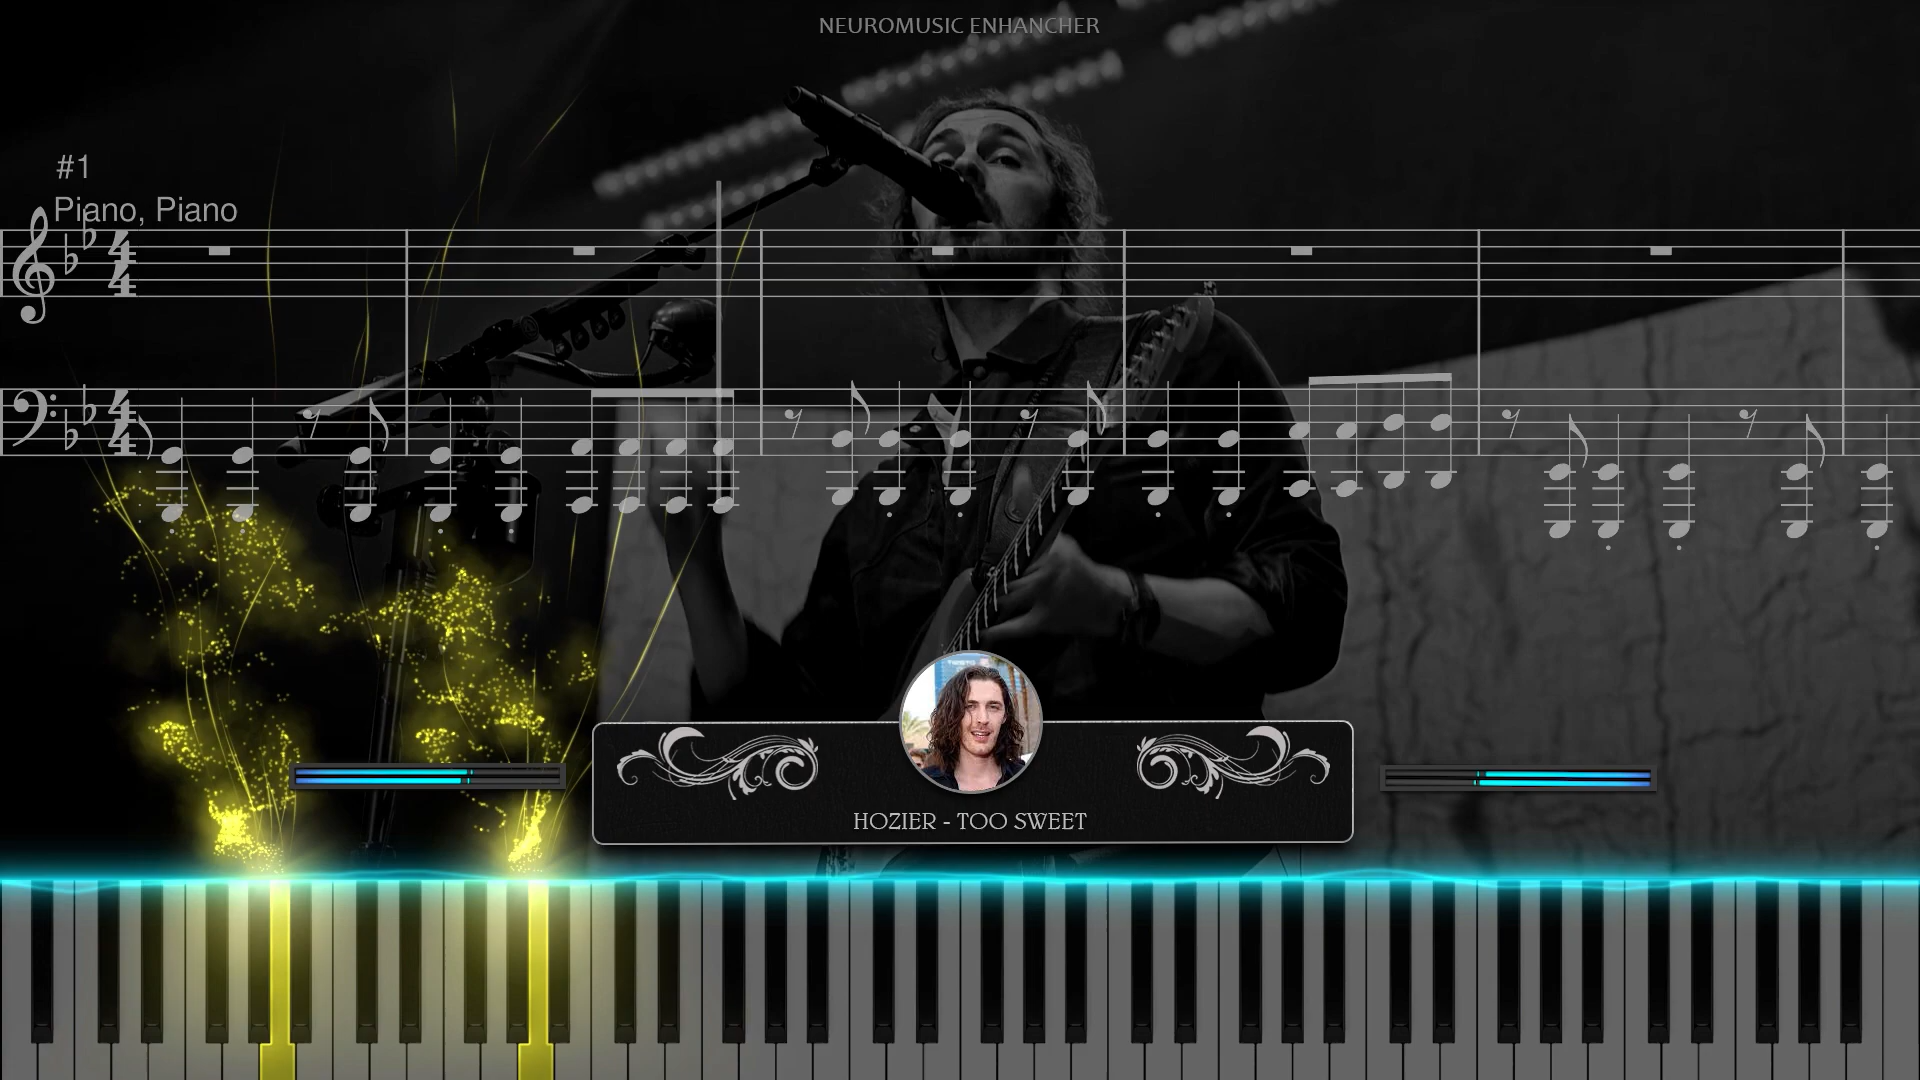 NEUROMUSIC ENHANCHER
#1
Piano, Piano
HOZIER - TOO SWEET